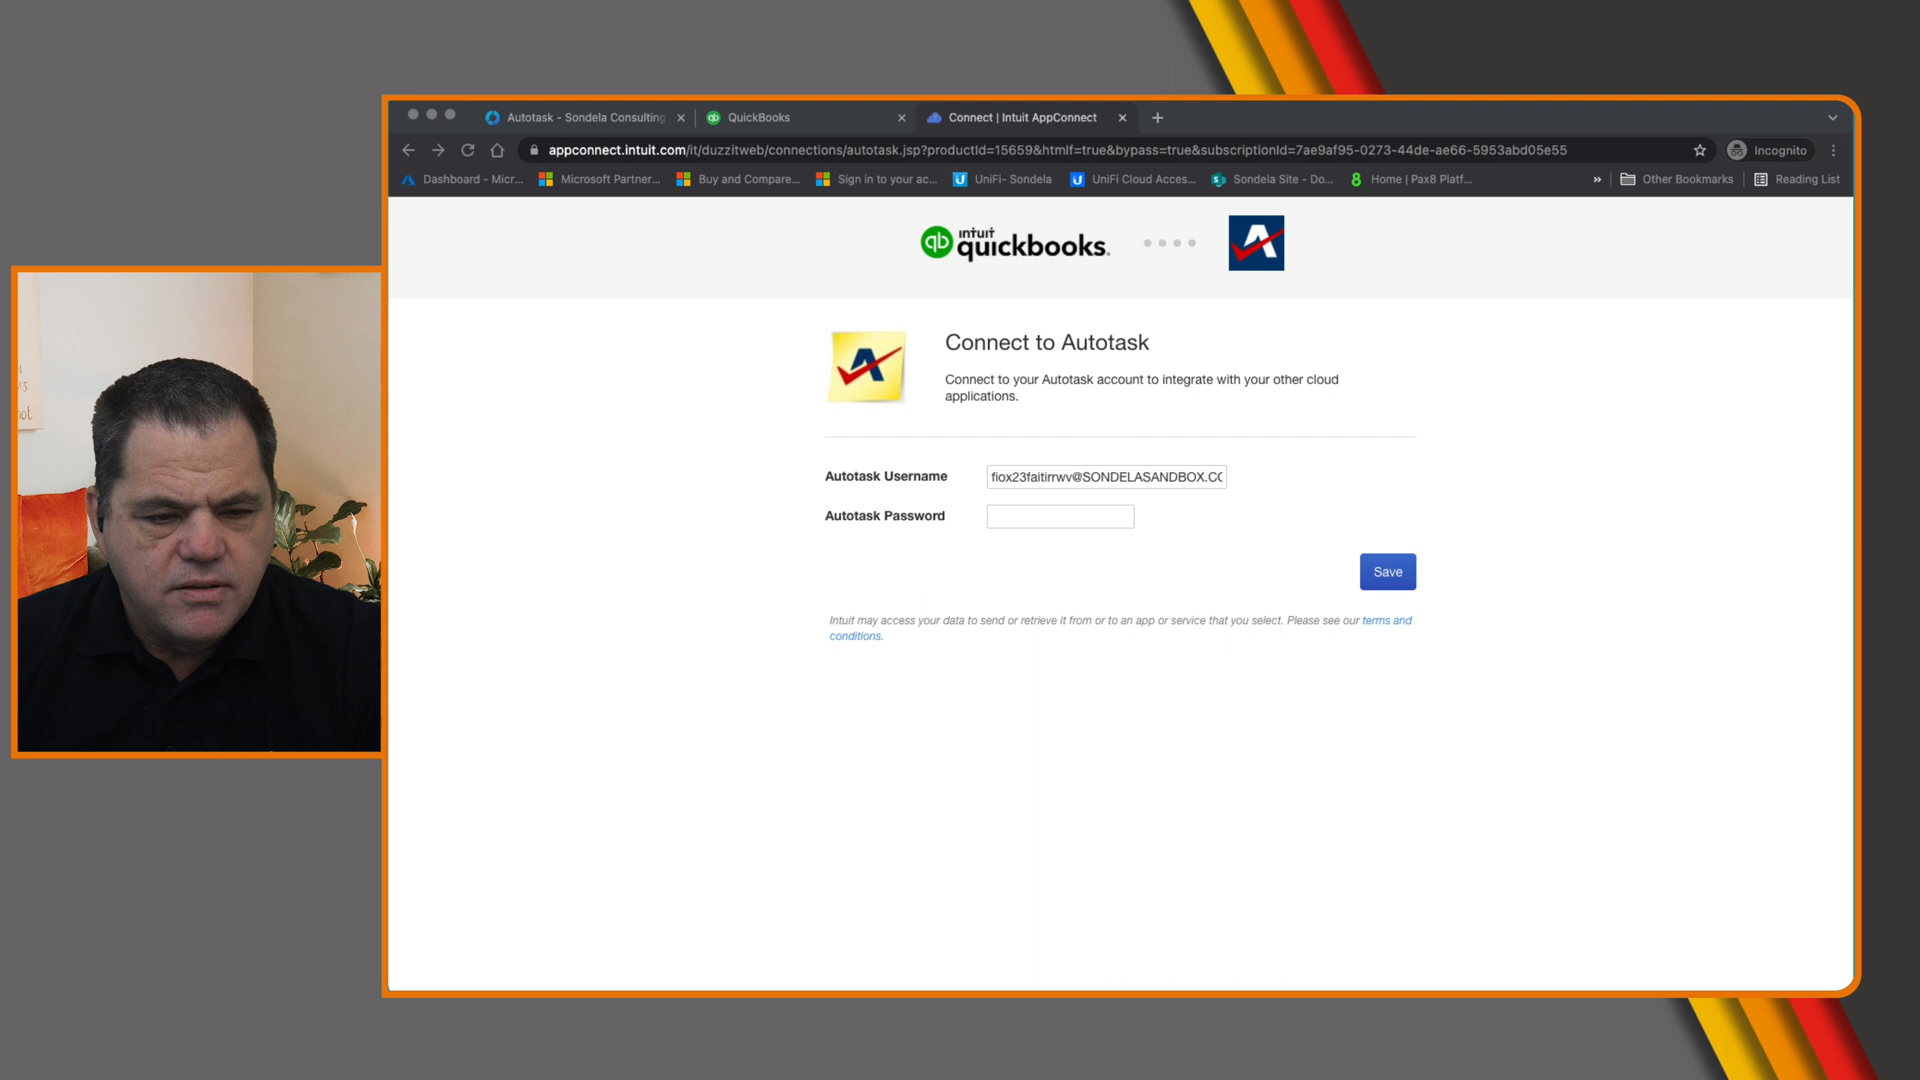 Autotask - Sondela Consulting
QuickBooks
Connect | Intuit AppConnect
appconnect.intuit.com/it/duzzitweb/connections/autotask.jsp?productId=15659&htmlf=true&bypass=true&subscriptionId=7ae9af95-0273-44de-ae66-5953abd05e55
Incognito
Dashboard - Micr...
Microsoft Partner...
Buy and Compare...
Sign in to your ac...
UniFi- Sondela
UniFi Cloud Acces...
Sondela Site - Do...
Home | Pax8 Platf...
»
Other Bookmarks
Reading List
qb intuit quickbooks.
Connect to Autotask
Connect to your Autotask account to integrate with your other cloud
applications.
Autotask Username
fiox23faitirrwv@SONDELASANDBOX.CO
Autotask Password
Save
Intuit may access your data to send or retrieve it from or to an app or service that you select. Please see our terms and
conditions.